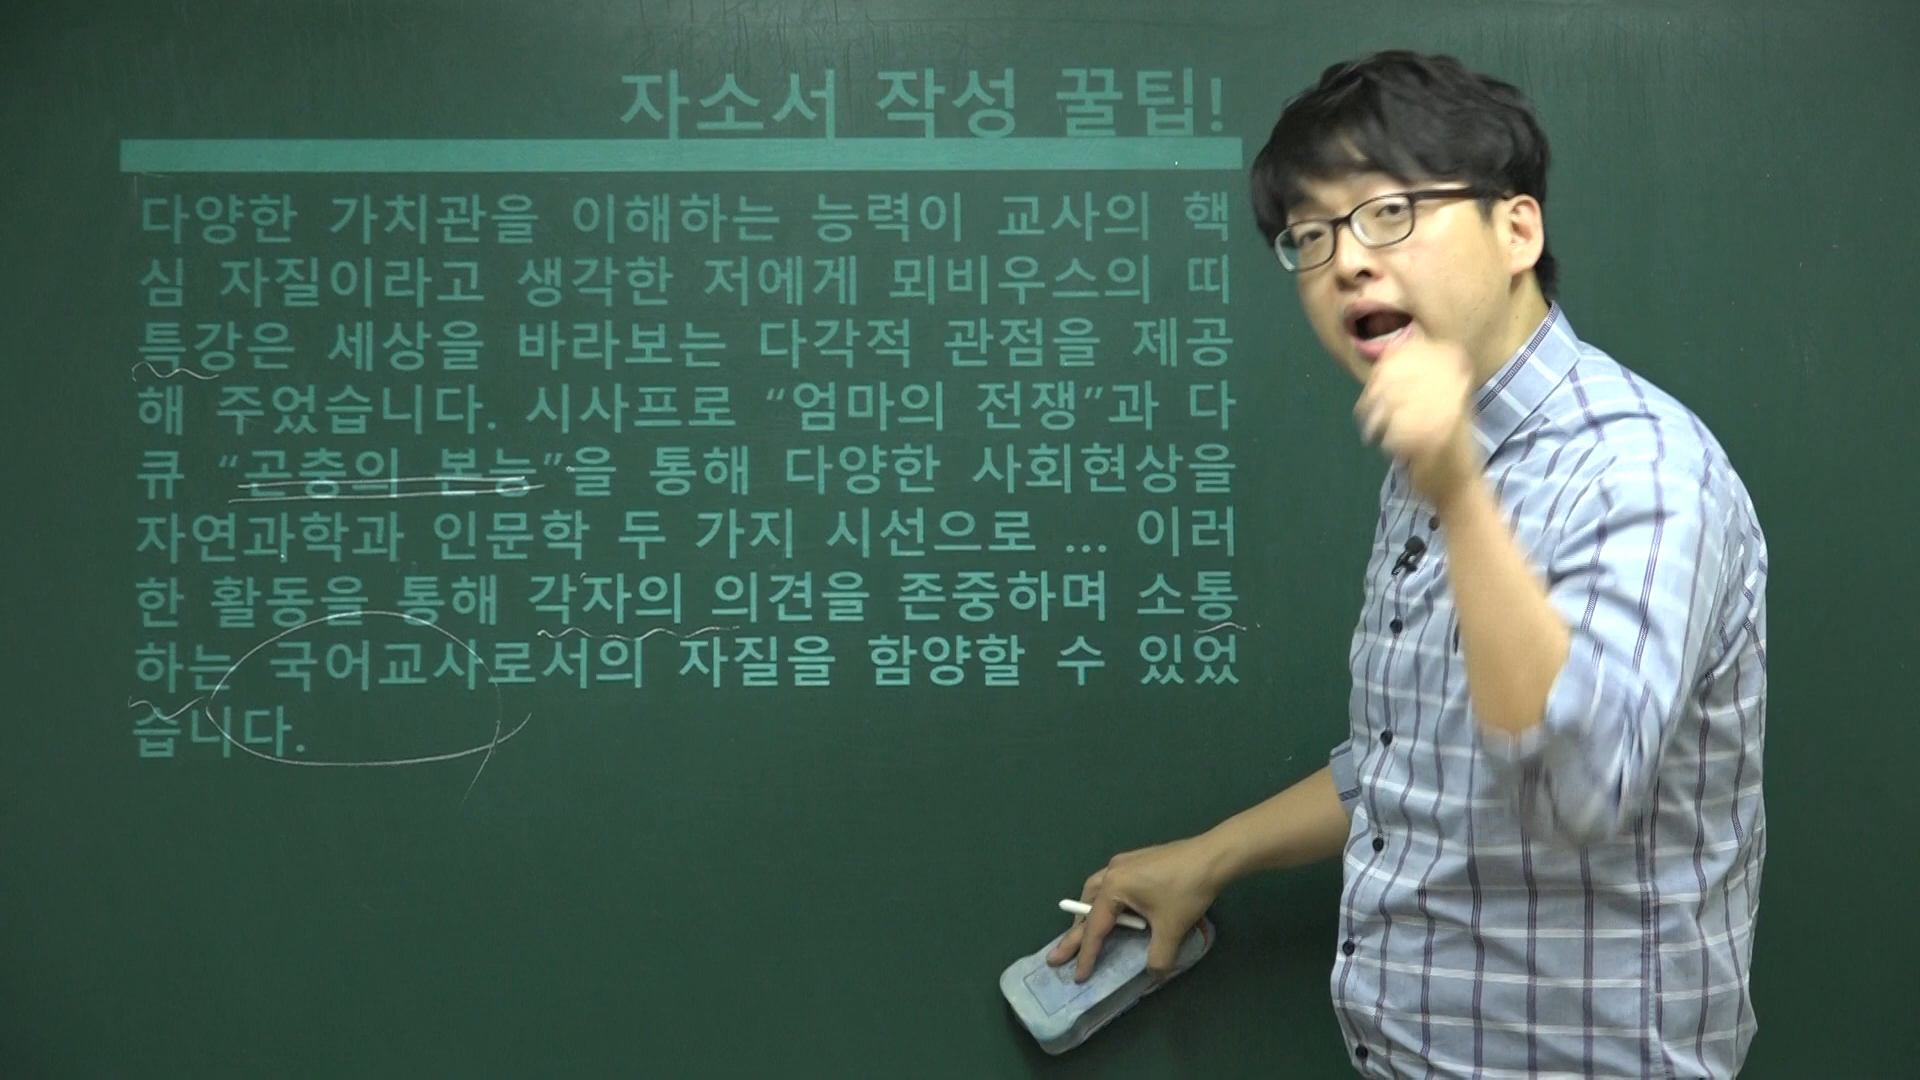 자소서 작성 꿀팁!
다양한 가치관을 이해하는 능력이 교사의 핵
심 자질이라고 생각한 저에게 뫼비우스의 띠
특강은 세상을 바라보는 다각적 관점을 제공
해 주었습니다. 시사프로 “엄마의 전쟁”과 다
큐 “곤충의 본능”을 통해 다양한 사회현상을
자연과학과 인문학 두 가지 시선으로 ... 이러
한 활동을 통해 각자의 의견을 존중하며 소통
하는 국어교사로서의 자질을 함양할 수 있었
습니다.